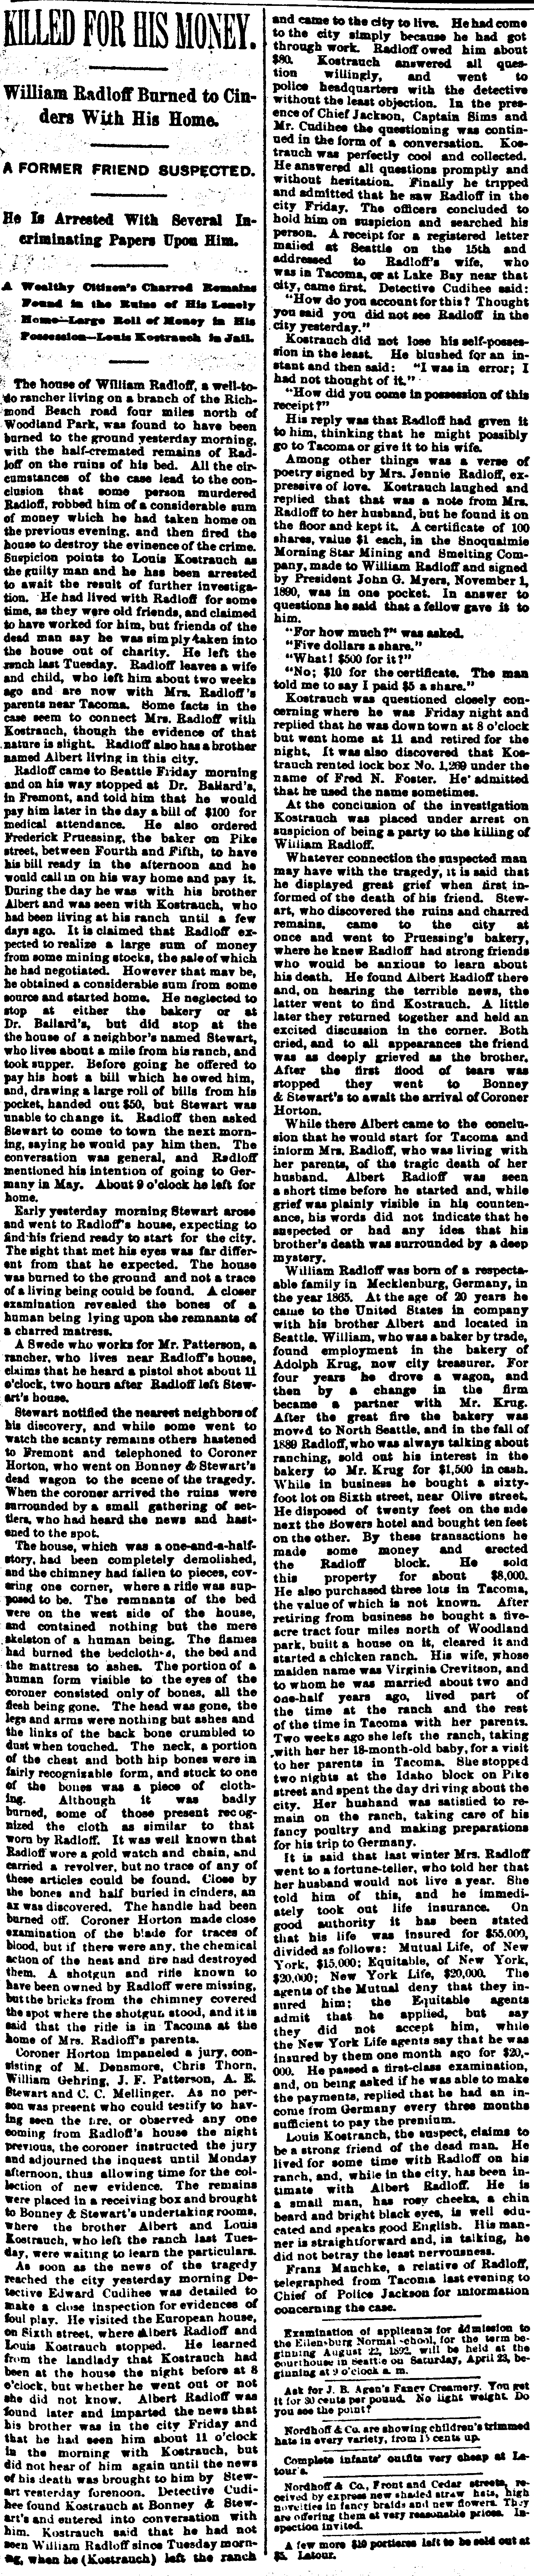 KILLED FOR HIS MONEY.
William Radloff Burned to Cin-
ders With His Home.
A FORMER FRIEND SUSPECTED.
He Is Arrested With Several In-
criminating Papers Upon Him.
A Wealthy Citizen's Charred Remains
Found in the Ruins of His Lonely
Home—Large Roll of Money in His
Possession—Louis Kostrauch in Jail.
The house of William Radloff, a well-to-
do rancher living on a branch of the Rich-
mond Beach road four miles north of
Woodland Park, was found to have been
burned to the ground yesterday morning,
with the half-cremated remains of Rad-
loff on the ruins of his bed. All the cir-
cumstances of the case lead to the con-
clusion that some person murdered
Radloff, robbed him of a considerable sum
of money which he had taken home on
the previous evening, and then fired the
house to destroy the evinence of the crime.
Suspicion points to Louis Kostrauch as
the guilty man and he has been arrested
to await the result of further investiga-
tion. He had lived with Radloff for some
time, as they were old friends, and claimed
to have worked for him, but friends of the
dead man say he was simply taken into
the house out of charity. He left the
ranch last Tuesday. Radloff leaves a wife
and child, who left him about two weeks
ago and are now with Mrs. Radloff's
parents near Tacoma. Some facts in the
case seem to connect Mrs. Radloff with
Kostrauch, though the evidence of that
nature is slight. Radloff also has a brother
named Albert living in this city.
Radloff came to Seattle Friday morning
and on his way stopped at Dr. Ballard's,
in Fremont, and told him that he would
pay him later in the day a bill of $100 for
medical attendance. He also ordered
Frederick Pruessing, the baker on Pike
street, between Fourth and Fifth, to have
his bill ready in the afternoon and he
would call in on his way home and pay it.
During the day he was with his brother
Albert and was seen with Kostrauch, who
had been living at his ranch until a few
days ago. It is claimed that Radloff ex-
pected to realize a large sum of money
from some mining stocks, the sale of which
he had negotiated. However that may be,
he obtained a considerable sum from some
source and started home. He neglected to
stop at either the bakery or at
Dr. Ballard's, but did stop at the
the house of a neighbor's named Stewart,
who lives about a mile from his ranch, and
took supper. Before going he offered to
pay his host a bill which he owed him,
and, drawing a large roll of bills from his
pocket, handed out $50, but Stewart was
unable to change it. Radloff then asked
Stewart to come to town the next morn-
ing, saying he would pay him then. The
conversation was general, and Radloff
mentioned his intention of going to Ger-
many in May. About 9 o'clock he left for
home.
Early yesterday morning Stewart arose
and went to Radloff's house, expecting to
find his friend ready to start for the city.
The sight that met his eyes was far differ-
ent from that he expected. The house
was burned to the ground and not a trace
of a living being could be found. A closer
examination revealed the bones of a
human being lying upon the remnants of
a charred matress.
A Swede who works for Mr. Patterson, a
rancher, who lives near Radloff's house,
claims that he heard a pistol shot about 11
o'clock, two hours after Radloff left Stew-
art's house.
Stewart notified the nearest neighbors of
his discovery, and while some went to
watch the scanty remains others hastened
to Fremont and telephoned to Coroner
Horton, who went on Bonney & Stewart's
dead wagon to the scene of the tragedy.
When the coroner arrived the ruins were
surrounded by a small gathering of set-
tlers, who had heard the news and hast-
ened to the spot.
The house, which was a one-and-a-half-
story, had been completely demolished,
and the chimney had fallen to pieces, cov-
ering one corner, where a rifle was sup-
posed to be. The remnants of the bed
were on the west side of the house,
and contained nothing but the mere
skeleton of a human being. The flames
had burned the bedclothes, the bed and
the mattress to ashes. The portion of a
human form visible to the eyes of the
coroner consisted only of bones, all the
flesh being gone. The head was gone, the
legs and arms were nothing but ashes and
the links of the back bone crumbled to
dust when touched. The neck, a portion
of the chest and both hip bones were in
fairly recognizable form, and stuck to one
of the bones was a piece of cloth-
ing. Although it was badly
burned, some of those present recog-
nized the cloth as similar to that
worn by Radloff. It was well known that
Radloff wore a gold watch and chain, and
carried a revolver, but no trace of any of
these articles could be found. Close by
the bones and half buried in cinders, an
ax was discovered. The handle had been
burned off. Coroner Horton made close
examination of the blade for traces of
blood, but if there were any, the chemical
action of the heat and fire had destroyed
them. A shotgun and rifle known to
have been owned by Radloff were missing,
but the bricks from the chimney covered
the spot where the shotgun stood, and it is
said that the rifle is in Tacoma at the
home of Mrs. Radloff's parents.
Coroner Horton impaneled a jury, con-
sisting of M. Densmore, Chris Thorn,
William Gehring, J. F. Patterson, A. E.
Stewart and C. C. Mellinger. As no per-
son was present who could testify to hav-
ing seen the fire, or observed any one
coming from Radloff's house the night
previous, the coroner instructed the jury
and adjourned the inquest until Monday
afternoon, thus allowing time for the col-
lection of new evidence. The remains
were placed in a receiving box and brought
to Bonney & Stewart's undertaking rooms,
where the brother Albert and Louis
Kostrauch, who left the ranch last Tues-
day, were waiting to learn the particulars.
As soon as the news of the tragedy
reached the city yesterday morning De-
tective Edward Cudihee was detailed to
make a close inspection for evidences of
foul play. He visited the European house,
on Sixth street, where Albert Radloff and
Louis Kostrauch stopped. He learned
from the landlady that Kostrauch had
been at the house the night before at 8
o'clock, but whether he went out or not
she did not know. Albert Radloff was
found later and imparted the news that
his brother was in the city Friday and
that he had seen him about 11 o'clock
in the morning with Kostrauch, but
did not hear of him again until the news
of his death was brought to him by Stew-
art yesterday forenoon. Detective Cudi-
hee found Kostrauch at Bonney & Stew-
art's and entered into conversation with
him. Kostrauch said that he had not
seen William Radloff since Tuesday morn-
ing, when he (Kostrauch) left the ranch
and came to the city to live. He had come
to the city simply because he had got
through work. Radloff owed him about
$80. Kostrauch answered all ques-
tion willingly, and went to
police headquarters with the detective
without the least objection. In the pres-
ence of Chief Jackson, Captain Sims and
Mr. Cudihee the questioning was contin-
ued in the form of a conversation. Kos-
trauch was perfectly cool and collected.
He answered all questions promptly and
without hesitation. Finally he tripped
and admitted that he saw Radloff in the
city Friday. The officers concluded to
hold him on suspicion and searched his
person. A receipt for a registered letter
mailed at Seattle on the 15th and
addressed to Radloff's wife, who
was in Tacoma, or at Lake Bay near that
city, came first. Detective Cudihee said:
"How do you account for this? Thought
you said you did not see Radloff in the
city yesterday."
Kostrauch did not lose his self-posses-
sion in the least. He blushed for an in-
stant and then said: "I was in error; I
had not thought of it."
"How did you come in possession of this
receipt?"
His reply was that Radloff had given it
to him, thinking that he might possibly
go to Tacoma or give it to his wife.
Among other things was a verse of
poetry signed by Mrs. Jennie Radloff, ex-
pressive of love. Kostrauch laughed and
replied that that was a note from Mrs.
Radloff to her husband, but he found it on
the floor and kept it. A certificate of 100
shares, value $1 each, in the Snoqualmie
Morning Star Mining and Smelting Com-
pany, made to William Radloff and signed
by President John G. Myers, November 1,
1890, was in one pocket. In answer to
questions he said that a fellow gave it to
him.
"For how much?" was asked.
"Five dollars a share."
"What! $500 for it?"
"No; $10 for the certificate. The man
told me to say I paid $5 a share."
Kostrauch was questioned closely con-
cerning where he was Friday night and
replied that he was down town at 8 o'clock
but went home at 11 and retired for the
night. It was also discovered that Kos-
trauch rented lock box No. 1,269 under the
name of Fred N. Foster. He admitted
that he used the name sometimes.
At the conclusion of the investigation
Kostrauch was placed under arrest on
suspicion of being a party to the killing of
William Radloff.
Whatever connection the suspected man
may have with the tragedy, it is said that
he displayed great grief when first in-
formed of the death of his friend. Stew-
art, who discovered the ruins and charred
remains, came to the city at
once and went to Pruessing's bakery,
where he knew Radloff had strong friends
who would be anxious to learn about
his death. He found Albert Radloff there
and, on hearing the terrible news, the
latter went to find Kostrauch. A little
later they returned together and held an
excited discussion in the corner. Both
cried, and to all appearances the friend
was as deeply grieved as the brother.
After the first flood of tears was
stopped they went to Bonney
& Stewart's to await the arrival of Coroner
Horton.
While there Albert came to the conclu-
sion that he would start for Tacoma and
inform Mrs. Radloff, who was living with
her parents, of the tragic death of her
husband. Albert Radloff was seen
a short time before he started and, while
grief was plainly visible in his counten-
ance, his words did not indicate that he
suspected or had any idea that his
brother's death was surrounded by a deep
mystery.
William Radloff was born of a respecta-
able family in Mecklenburg, Germany, in
the year 1865. At the age of 20 years he
came to the United States in company
with his brother Albert and located in
Seattle. William, who was a baker by trade,
found employment in the bakery of
Adolph Krug, now city treasurer. For
four years he drove a wagon, and
then by a change in the firm
became a partner with Mr. Krug.
After the great fire the bakery was
moved to North Seattle, and in the fall of
1889 Radloff, who was always talking about
ranching, sold out his interest in the
bakery to Mr. Krug for $1,500 in cash.
While in business he bought a sixty-
foot lot on Sixth street, near Olive street.
He disposed of twenty feet on the side
next the Bowers hotel and bought ten feet
on the other. By these transactions he
made some money and erected
the Radloff block. He sold
this property for about $8,000.
He also purchased three lots in Tacoma,
the value of which is not known. After
retiring from business he bought a five-
acre tract four miles north of Woodland
park, built a house on it, cleared it and
started a chicken ranch. His wife, whose
maiden name was Virginia Crevitson, and
to whom he was married about two and
one-half years ago, lived part of
the time at the ranch and the rest
of the time in Tacoma with her parents.
Two weeks ago she left the ranch, taking
with her her 18-month-old baby, for a visit
to her parents in Tacoma. She stopped
two nights at the Idaho block on Pike
street and spent the day driving about the
city. Her husband was satisfied to re-
main on the ranch, taking care of his
fancy poultry and making preparations
for his trip to Germany.
It is said that last winter Mrs. Radloff
went to a fortune-teller, who told her that
her husband would not live a year. She
told him of this, and he immedi-
ately took out life insurance. On
good authority it has been stated
that his life was insured for $55,000,
divided as follows: Mutual Life, of New
York, $15,000; Equitable, of New York,
$20,000; New York Life, $20,000. The
agents of the Mutual deny that they in-
sured him; the Equitable agents
admit that he applied, but say
they did not accept him, while
the New York Life agents say that he was
insured by them one month ago for $20,-
000. He passed a first-class examination,
and, on being asked if he was able to make
the payments, replied that he had an in-
come from Germany every three months
sufficient to pay the premium.
Louis Kostranch, the suspect, claims to
be a strong friend of the dead man. He
lived for some time with Radloff on his
ranch, and, while in the city, has been in-
timate with Albert Radloff. He is
a small man, has rosy cheeks, a chin
beard and bright black eyes, is well edu-
cated and speaks good English. His man-
ner is straightforward and, in talking, he
did not betray the least nervousness.
Franz Mauchke, a relative of Radloff,
telegraphed from Tacoma last evening to
Chief of Police Jackson for information
concerning the case.
Examination of applicants for admission to
the Ellensburg Normal school, for the term be-
ginning August 22, 1892, will be held at the
courthouse in Seattle on Saturday, April 23, be-
ginning at 9 o'clock a. m.
Ask for J. B. Agen's Fancy Creamery. You get
it for 30 cents per pound. No light weight. Do
you see the point?
Nordhoff & Co. are showing children's trimmed
hats in every variety, from 15 cents up.
Complete infants' outfits very cheap at La-
tour's.
Nordhoff & Co., Front and Cedar streets, re-
ceived by express new shaded straw hats, high
novelties in fancy braids and new flowers. They
are offering them at very reasonable prices. In-
spection invited.
A few more $10 portieres left to be sold out at
$5. Latour.